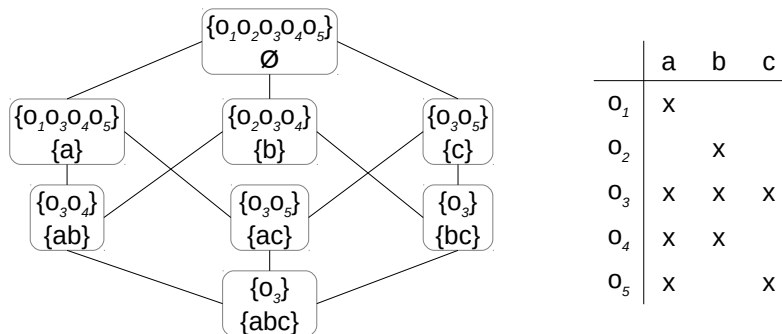 {o₁o₂o₃o₄o₅}
Ø
{o₁o₃o₄o₅}
{a}
{o₂o₃o₄}
{b}
{o₃o₅}
{c}
{o₃o₄}
{ab}
{o₃o₅}
{ac}
{o₃}
{bc}
{o₃}
{abc}
a b c
o₁ x
o₂ x
o₃ x x x
o₄ x x
o₅ x x